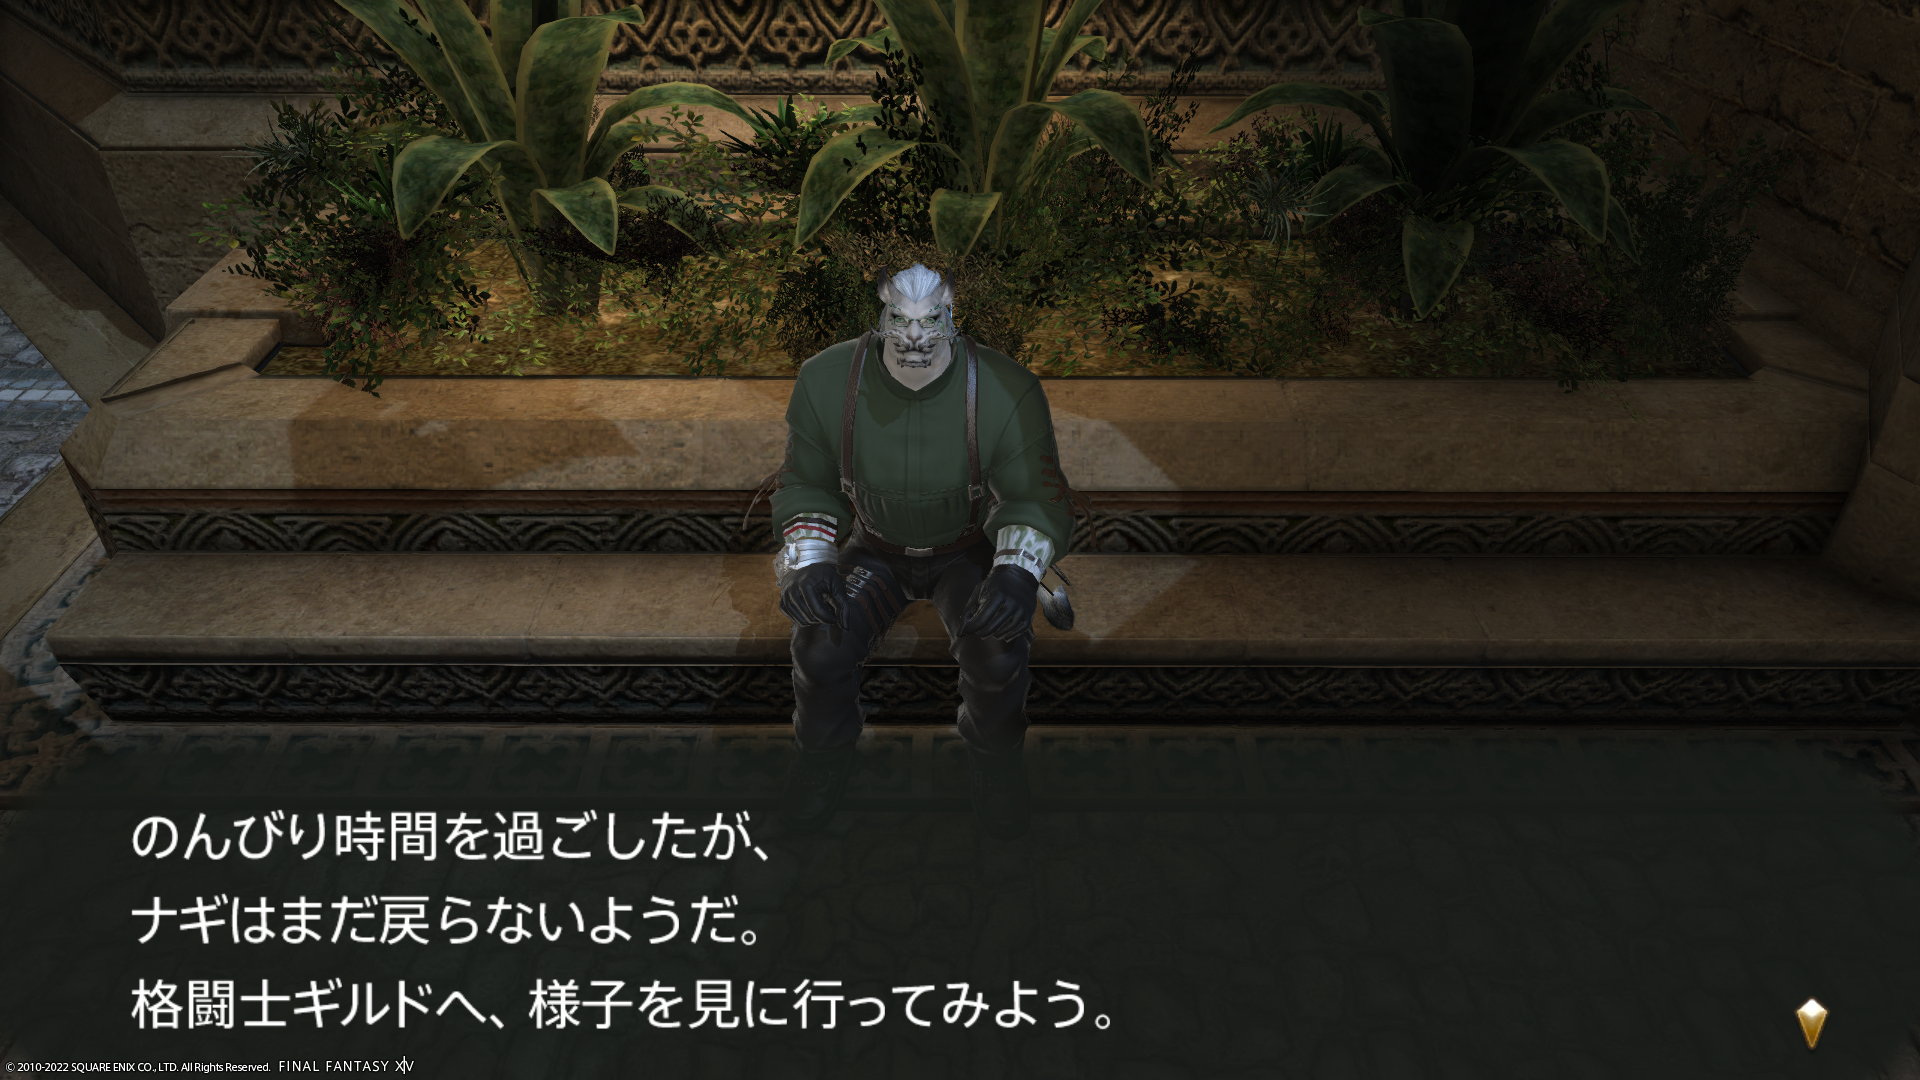 のんびり時間を過ごしたが、
ナギはまだ戻らないようだ。
格闘士ギルドへ、様子を見に行ってみよう。
© 2010-2022 SQUARE ENIX CO., LTD. All Rights Reserved. FINAL FANTASY XIV